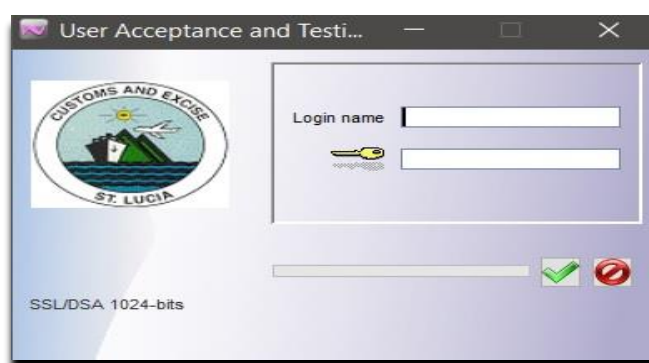 User Acceptance and Testi...
CUSTOMS AND EXCISE
ST. LUCIA
Login name
SSL/DSA 1024-bits